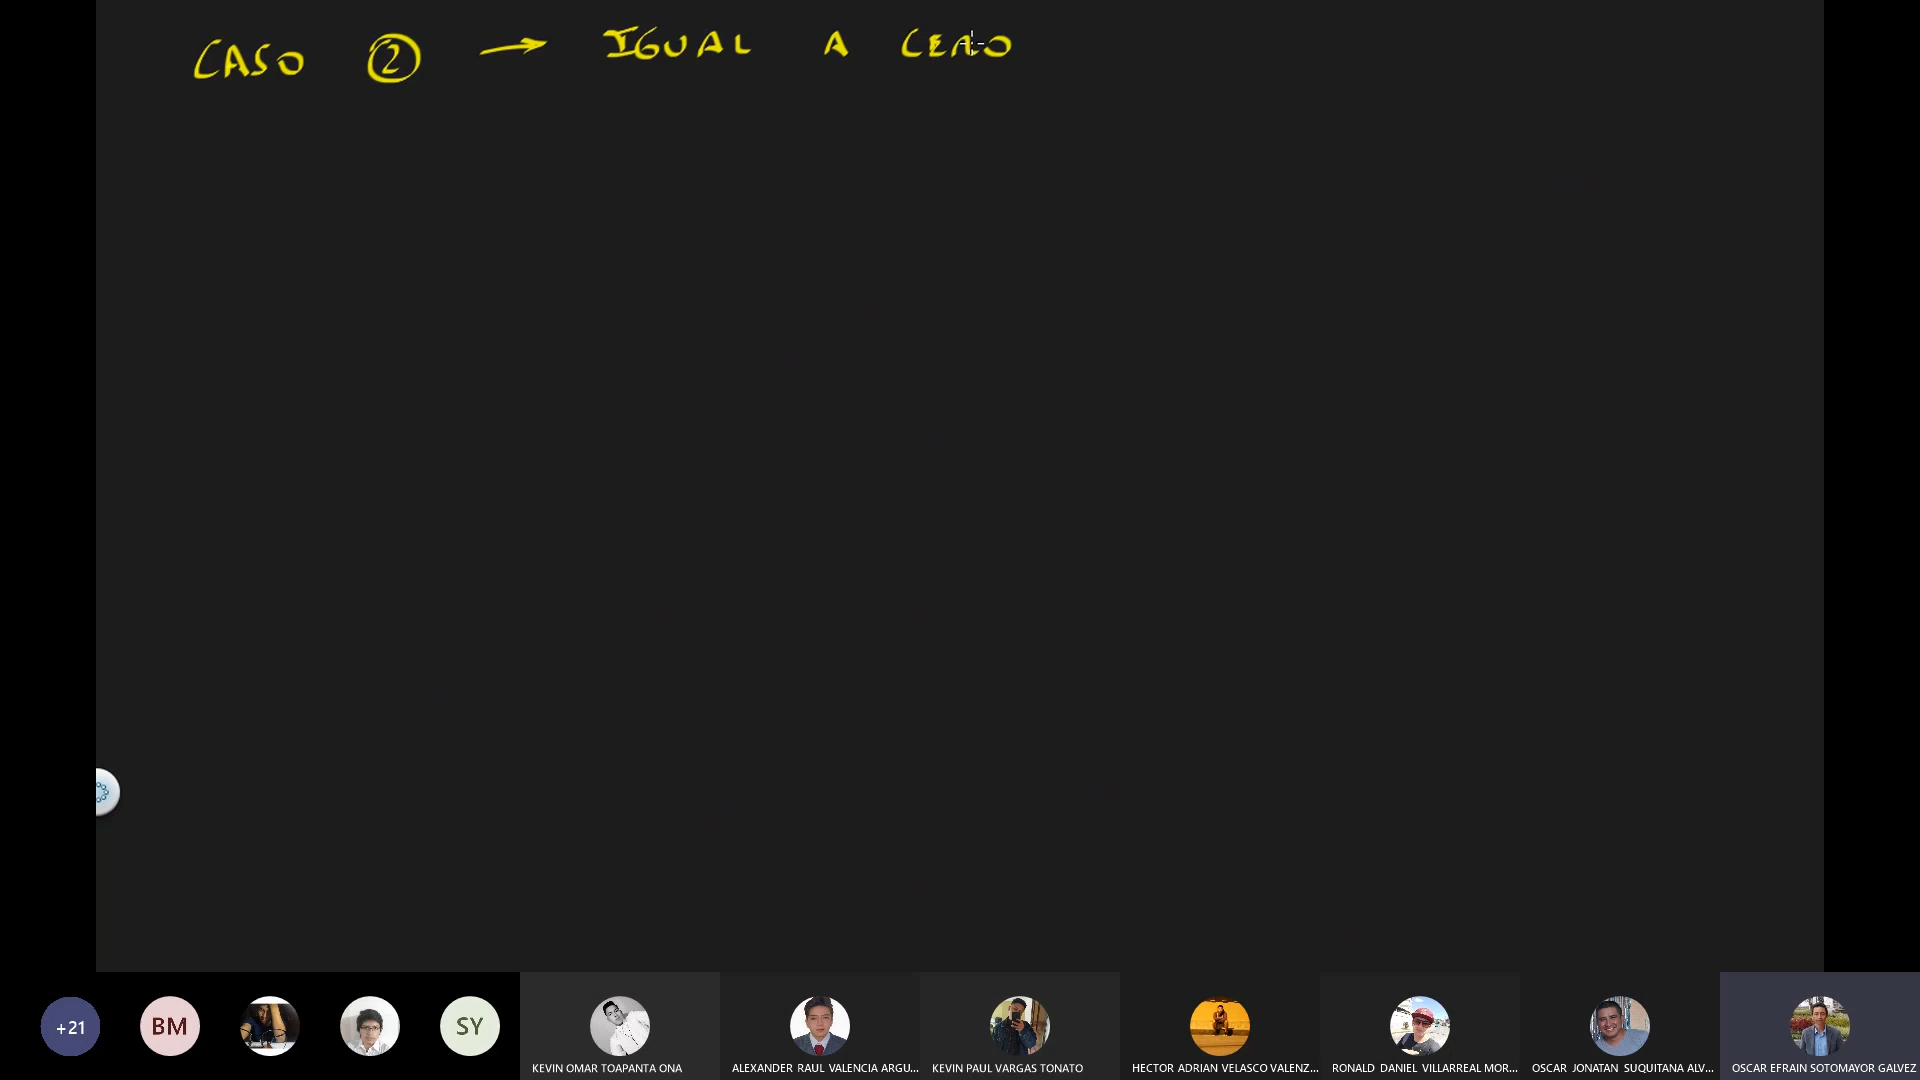 CASO ② → IGUAL A CERO
+21
BM
SY
KEVIN OMAR TOAPANTA ONA
ALEXANDER RAUL VALENCIA ARGU...
KEVIN PAUL VARGAS TONATO
HECTOR ADRIAN VELASCO VALENZ...
RONALD DANIEL VILLARREAL MOR...
OSCAR JONATAN SUQUITANA ALV...
OSCAR EFRAIN SOTOMAYOR GALVEZ